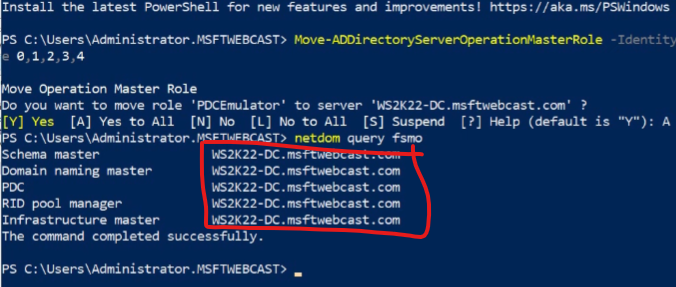 Install the latest PowerShell for new features and improvements! https://aka.ms/PSWindows
PS C:\Users\Administrator.MSFTWEBCAST> Move-ADDirectoryServerOperationMasterRole -Identity
e 0,1,2,3,4
Move Operation Master Role
Do you want to move role 'PDCEmulator' to server 'WS2K22-DC.msftwebcast.com' ?
[Y] Yes [A] Yes to All [N] No [L] No to All [S] Suspend [?] Help (default is "Y"): A
PS C:\Users\Administrator.MSFTWEBCAST> netdom query fsmo
Schema master WS2K22-DC.msftwebcast.com
Domain naming master WS2K22-DC.msftwebcast.com
PDC WS2K22-DC.msftwebcast.com
RID pool manager WS2K22-DC.msftwebcast.com
Infrastructure master WS2K22-DC.msftwebcast.com
The command completed successfully.
PS C:\Users\Administrator.MSFTWEBCAST>